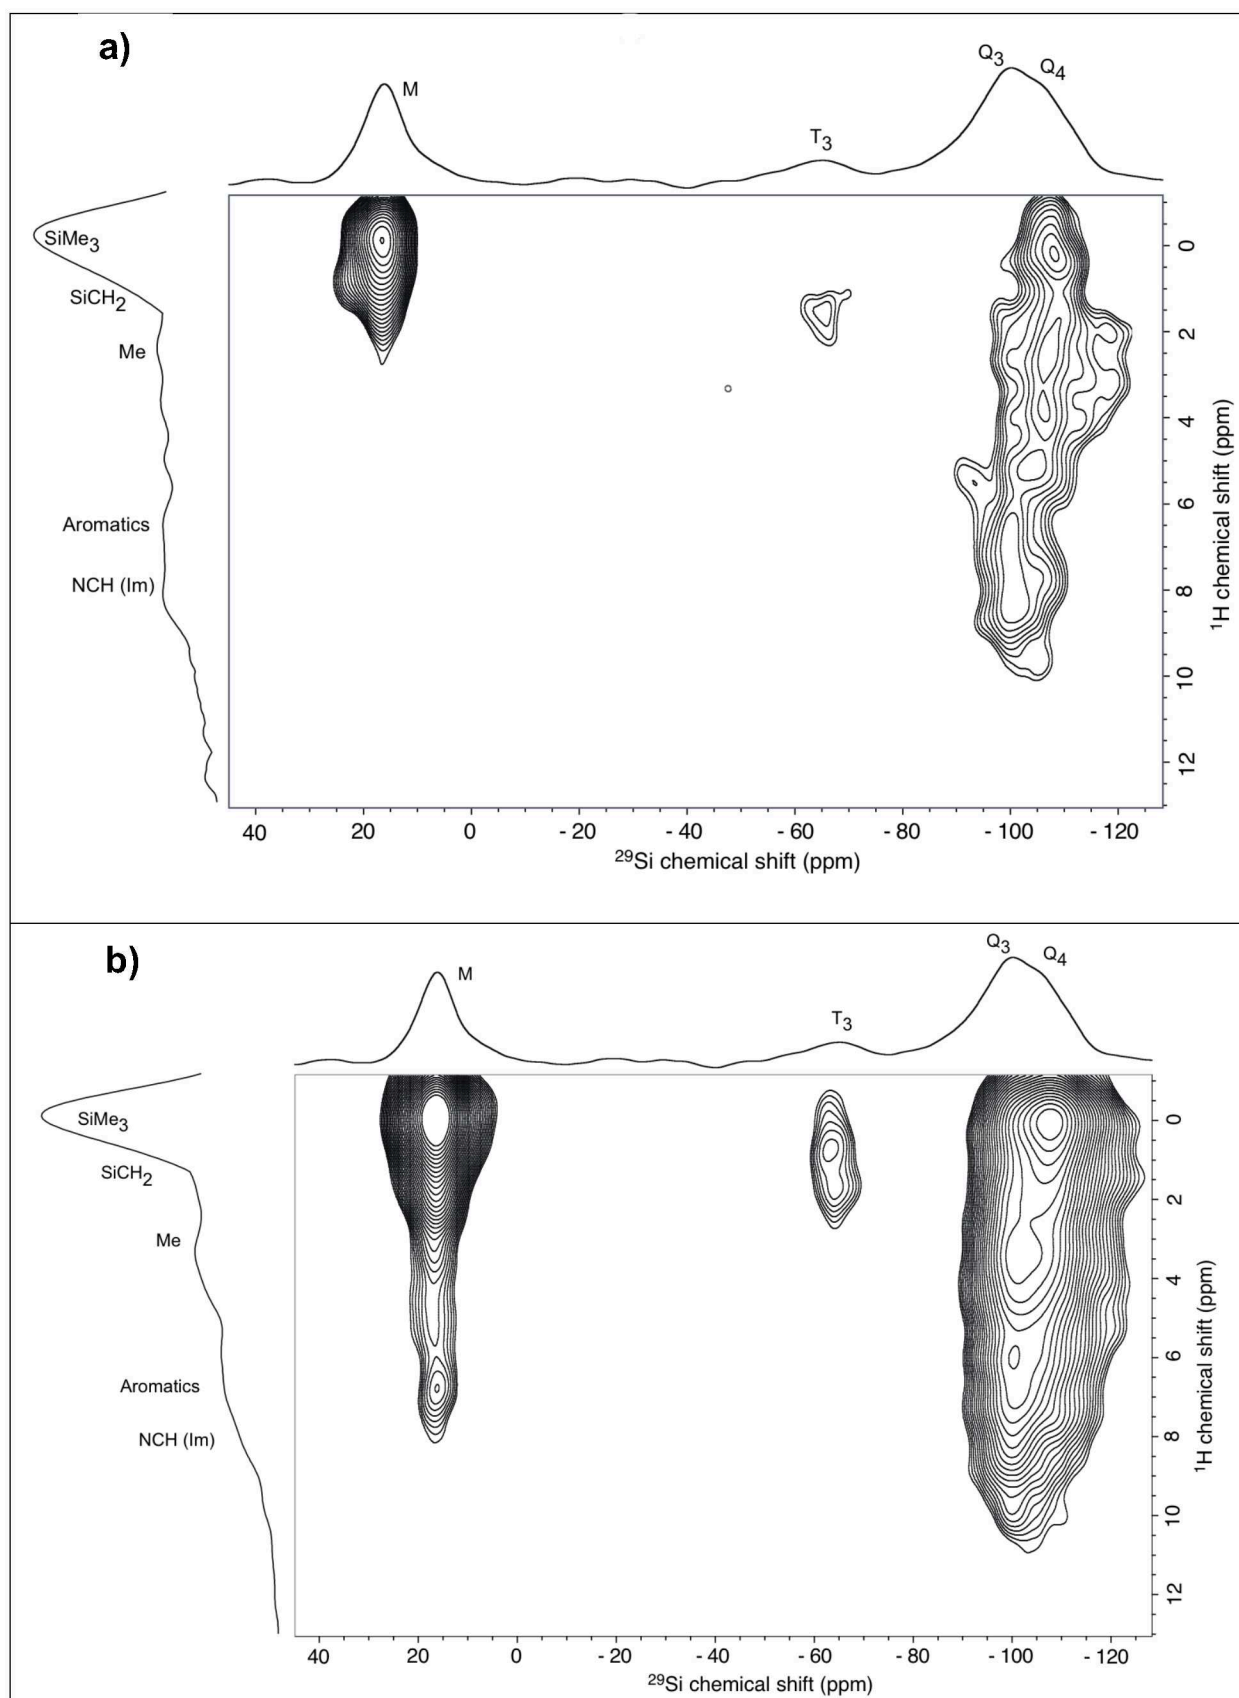 a)
M
Q3
Q4
T3
SiMe3
SiCH2
Me
Aromatics
NCH (Im)
0
2
4
6
8
10
12
1H chemical shift (ppm)
40
20
0
- 20
- 40
- 60
- 80
- 100
- 120
29Si chemical shift (ppm)
b)
M
Q3
Q4
T3
SiMe3
SiCH2
Me
Aromatics
NCH (Im)
0
2
4
6
8
10
12
1H chemical shift (ppm)
40
20
0
- 20
- 40
- 60
- 80
- 100
- 120
29Si chemical shift (ppm)